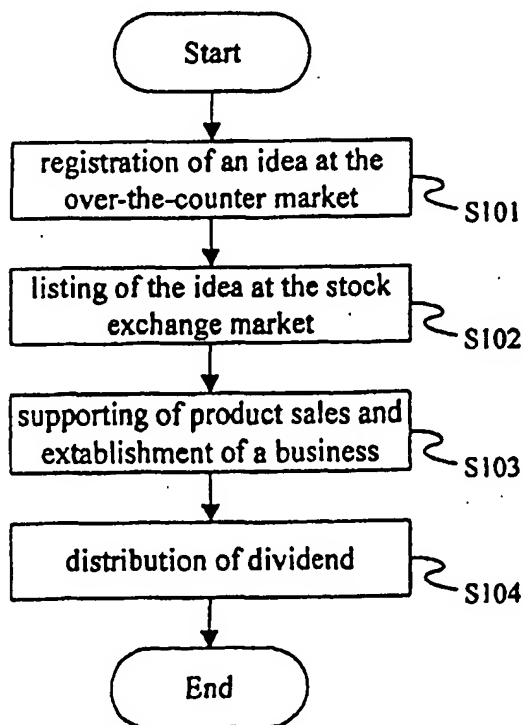 Start
registration of an idea at the
over-the-counter market
S101
listing of the idea at the stock
exchange market
S102
supporting of product sales and
extablishment of a business
S103
distribution of dividend
S104
End